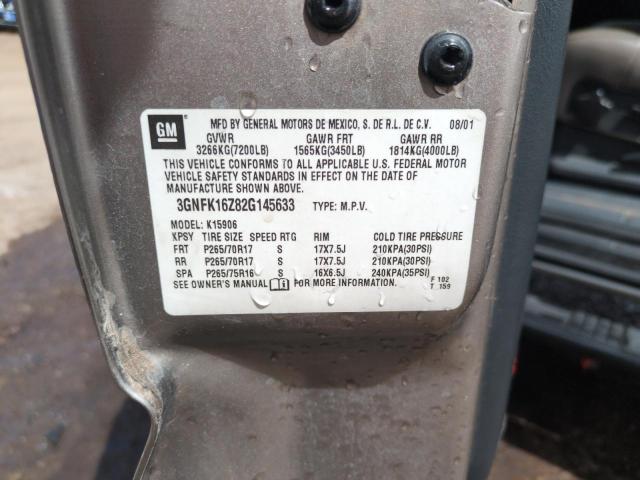 GM
MFD BY GENERAL MOTORS DE MEXICO, S. DE R.L. DE C.V. 08/01
GVWR GAWR FRT GAWR RR
3266KG(7200LB) 1565KG(3450LB) 1814KG(4000LB)
THIS VEHICLE CONFORMS TO ALL APPLICABLE U.S. FEDERAL MOTOR
VEHICLE SAFETY STANDARDS IN EFFECT ON THE DATE OF
MANUFACTURE SHOWN ABOVE.
3GNFK16Z82G145633 TYPE: M.P.V.
MODEL: K15906
KPSY TIRE SIZE SPEED RTG RIM COLD TIRE PRESSURE
FRT P265/70R17 S 17X7.5J 210KPA(30PSI)
RR P265/70R17 S 17X7.5J 210KPA(30PSI)
SPA P265/75R16 S 16X6.5J 240KPA(35PSI)
SEE OWNER'S MANUAL FOR MORE INFORMATION.
F 102
T 159